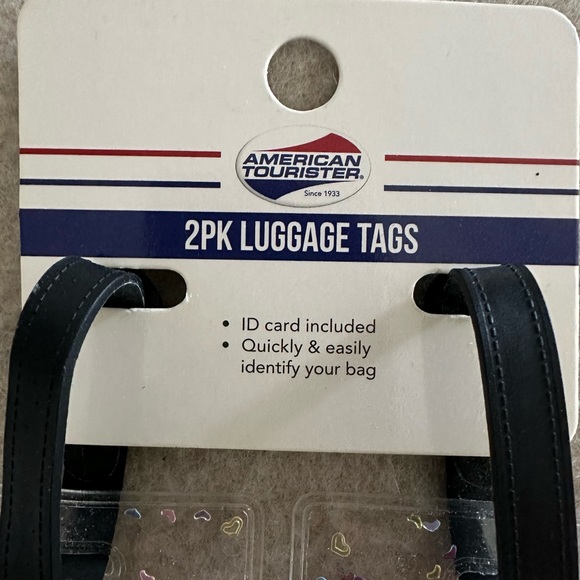 AMERICAN
TOURISTER®
Since 1933
2PK LUGGAGE TAGS
• ID card included
• Quickly & easily
identify your bag